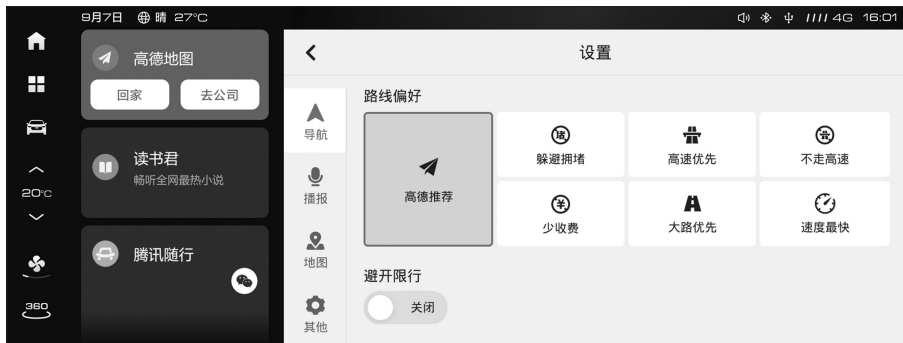 9月7日 晴 27°C
4G 16:01
高德地图
回家 去公司
读书君
畅听全网最热小说
腾讯随行
20°C
360
设置
导航
播报
地图
其他
路线偏好
高德推荐
躲避拥堵
高速优先
不走高速
少收费
大路优先
速度最快
避开限行
关闭